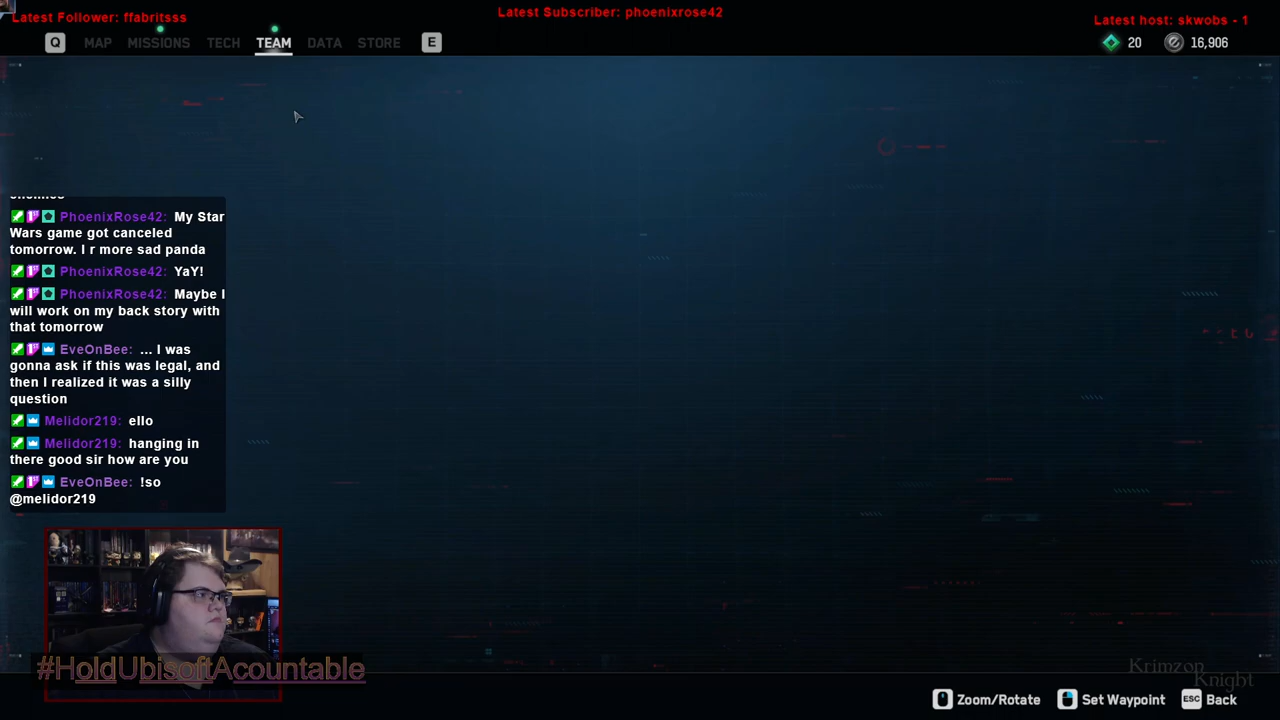 Latest Follower: ffabritsss
Latest Subscriber: phoenixrose42
Latest host: skwobs - 1
Q MAP MISSIONS TECH TEAM DATA STORE E
20 16,906
PhoenixRose42: My Star
Wars game got canceled
tomorrow. I r more sad panda
PhoenixRose42: YaY!
PhoenixRose42: Maybe I
will work on my back story with
that tomorrow
EveOnBee: ... I was
gonna ask if this was legal, and
then I realized it was a silly
question
Melidor219: ello
Melidor219: hanging in
there good sir how are you
EveOnBee: !so
@melidor219
#HoldUbisoftAcountable
Krimzon
Knight
Zoom/Rotate Set Waypoint ESC Back